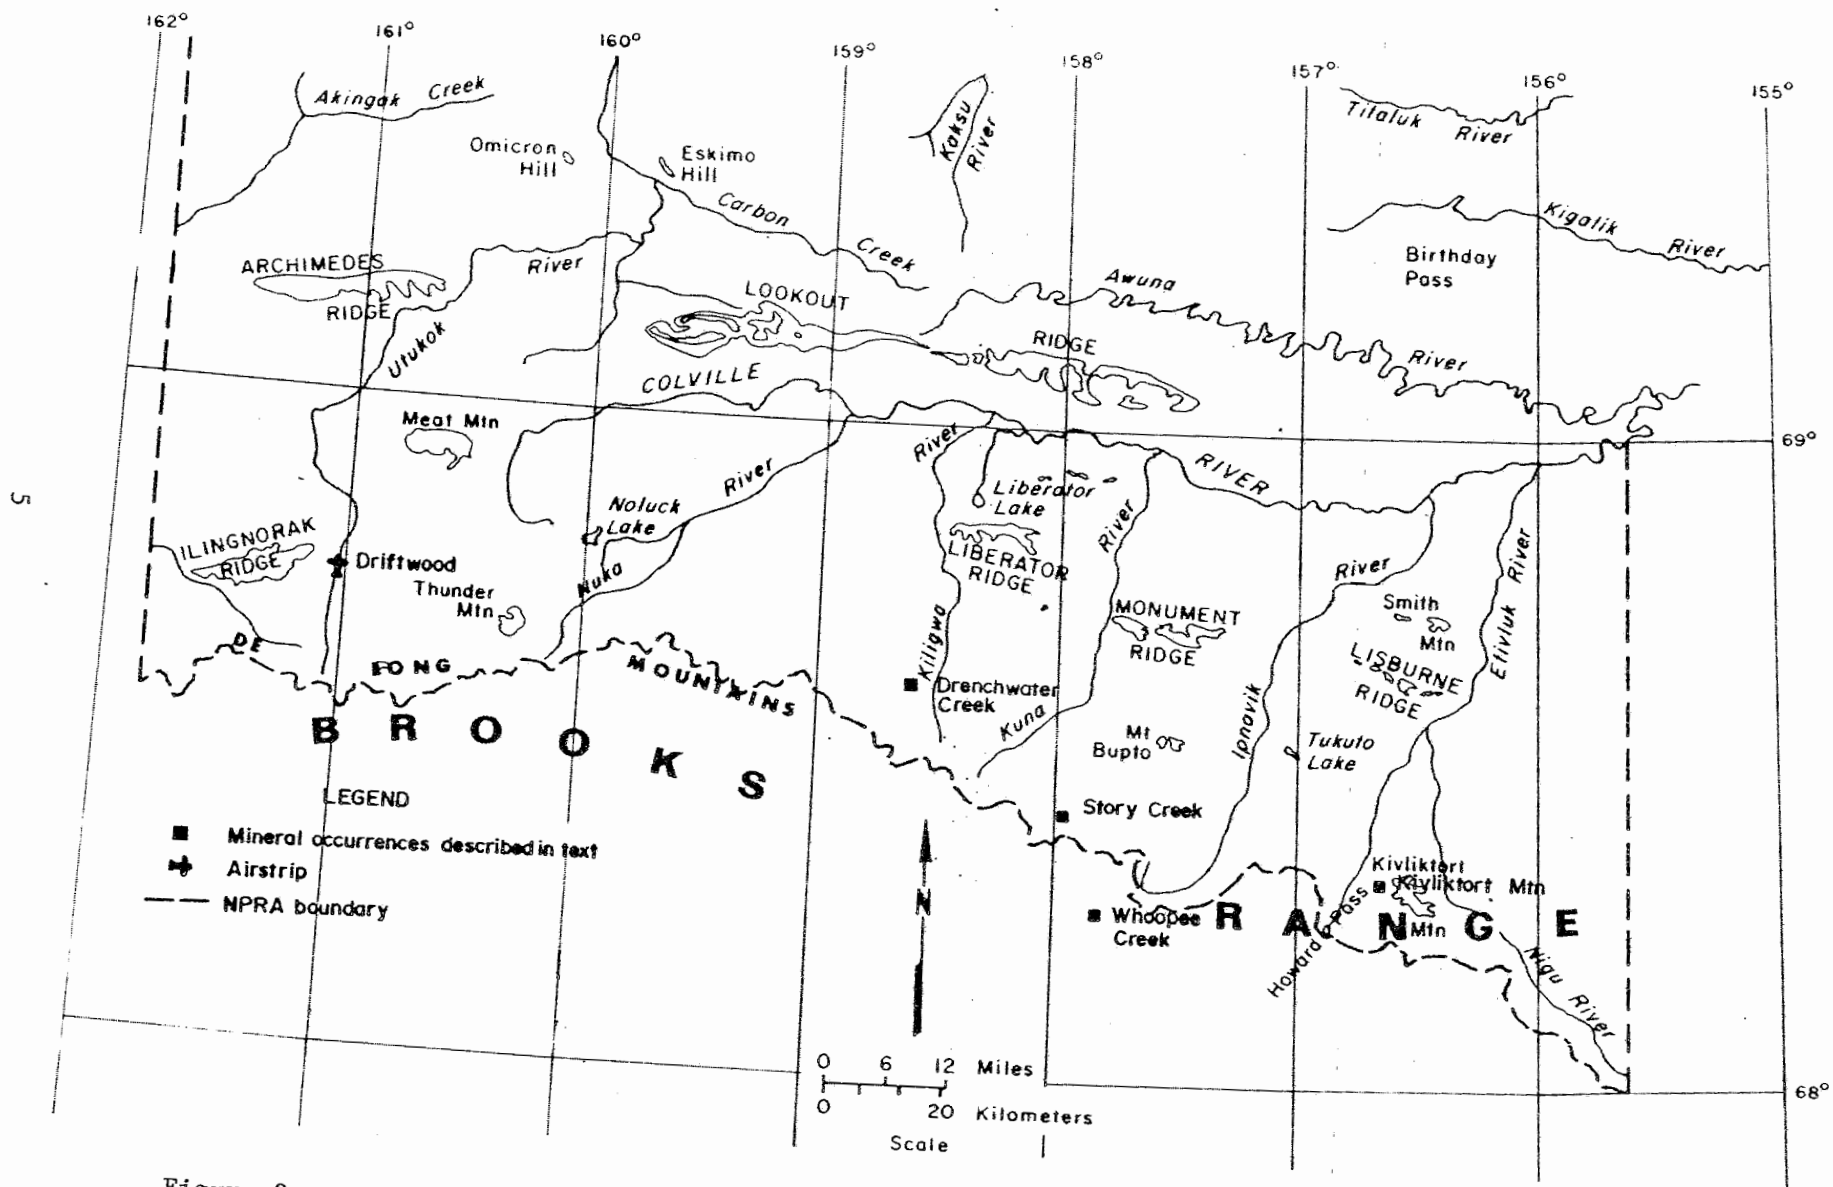 162°
161°
160°
159°
158°
157°
156°
155°
Akingak Creek
Omicron
Hill
Eskimo
Hill
Kaksu
River
Titaluk River
Carbon
Creek
Kigalik
River
Birthday
Pass
ARCHIMEDES
RIDGE
River
Utukok
LOOKOUT
RIDGE
Awuna
River
COLVILLE
RIVER
69°
Meat Mtn
Noluck
Lake
River
Nuka
River
Kiligwa
Liberator
Lake
LIBERATOR
RIDGE
River
Kuna
5
ILINGNORAK
RIDGE
Driftwood
Thunder
Mtn
MONUMENT
RIDGE
River
Ipnavik
Smith
Mtn
Etivluk River
LISBURNE
RIDGE
DE
LONG
MOUNTAINS
Drenchwater
Creek
Mt
Bupto
Tukuto
Lake
BROOKS
LEGEND
Mineral occurrences described in text
Airstrip
NPRA boundary
Story Creek
Kivliktort
Kivliktort Mtn
Mtn
Whoopee
Creek
RANGE
Howard Pass
Nigu River
N
0 6 12 Miles
0 20 Kilometers
Scale
68°